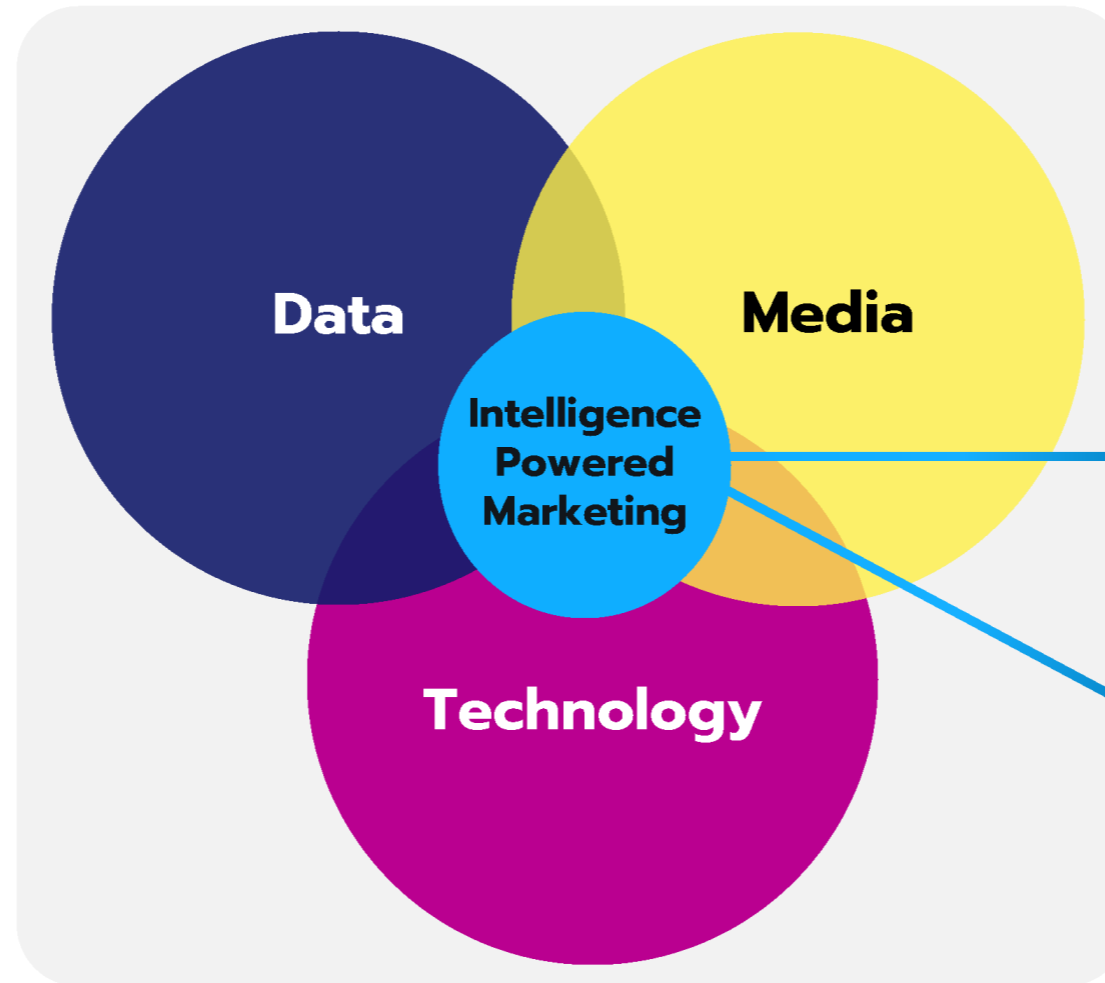 Data
Media
Intelligence
Powered
Marketing
Technology